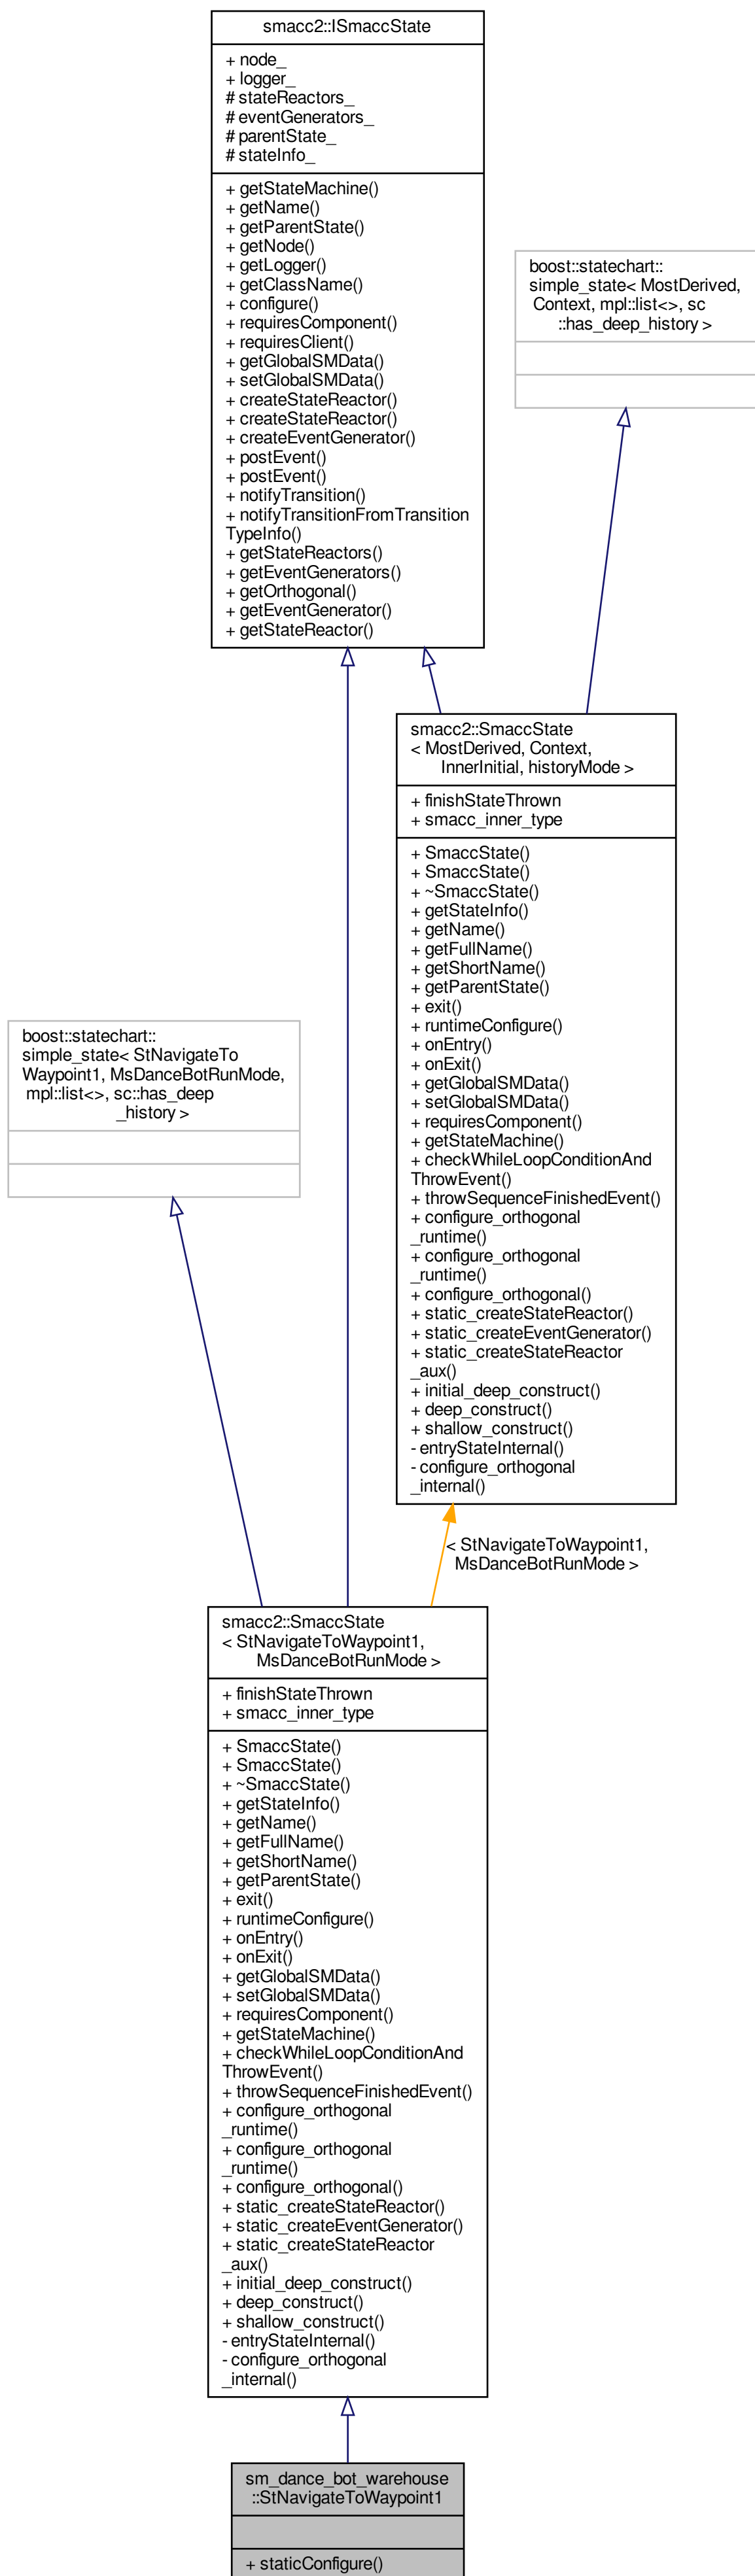 smacc2::ISmaccState
+ node_
+ logger_
# stateReactors_
# eventGenerators_
# parentState_
# stateInfo_
+ getStateMachine()
+ getName()
+ getParentState()
+ getNode()
+ getLogger()
+ getClassName()
+ configure()
+ requiresComponent()
+ requiresClient()
+ getGlobalSMData()
+ setGlobalSMData()
+ createStateReactor()
+ createStateReactor()
+ createEventGenerator()
+ postEvent()
+ postEvent()
+ notifyTransition()
+ notifyTransitionFromTransition
TypeInfo()
+ getStateReactors()
+ getEventGenerators()
+ getOrthogonal()
+ getEventGenerator()
+ getStateReactor()
boost::statechart::
simple_state< MostDerived,
Context, mpl::list<>, sc
::has_deep_history >
smacc2::SmaccState
< MostDerived, Context,
InnerInitial, historyMode >
+ finishStateThrown
+ smacc_inner_type
+ SmaccState()
+ SmaccState()
+ ~SmaccState()
+ getStateInfo()
+ getName()
+ getFullName()
+ getShortName()
+ getParentState()
+ exit()
+ runtimeConfigure()
+ onEntry()
+ onExit()
+ getGlobalSMData()
+ setGlobalSMData()
+ requiresComponent()
+ getStateMachine()
+ checkWhileLoopConditionAnd
ThrowEvent()
+ throwSequenceFinishedEvent()
+ configure_orthogonal
_runtime()
+ configure_orthogonal
_runtime()
+ configure_orthogonal()
+ static_createStateReactor()
+ static_createEventGenerator()
+ static_createStateReactor
_aux()
+ initial_deep_construct()
+ deep_construct()
+ shallow_construct()
- entryStateInternal()
- configure_orthogonal
_internal()
boost::statechart::
simple_state< StNavigateTo
Waypoint1, MsDanceBotRunMode,
mpl::list<>, sc::has_deep
_history >
< StNavigateToWaypoint1,
MsDanceBotRunMode >
smacc2::SmaccState
< StNavigateToWaypoint1,
MsDanceBotRunMode >
+ finishStateThrown
+ smacc_inner_type
+ SmaccState()
+ SmaccState()
+ ~SmaccState()
+ getStateInfo()
+ getName()
+ getFullName()
+ getShortName()
+ getParentState()
+ exit()
+ runtimeConfigure()
+ onEntry()
+ onExit()
+ getGlobalSMData()
+ setGlobalSMData()
+ requiresComponent()
+ getStateMachine()
+ checkWhileLoopConditionAnd
ThrowEvent()
+ throwSequenceFinishedEvent()
+ configure_orthogonal
_runtime()
+ configure_orthogonal
_runtime()
+ configure_orthogonal()
+ static_createStateReactor()
+ static_createEventGenerator()
+ static_createStateReactor
_aux()
+ initial_deep_construct()
+ deep_construct()
+ shallow_construct()
- entryStateInternal()
- configure_orthogonal
_internal()
sm_dance_bot_warehouse
::StNavigateToWaypoint1
+ staticConfigure()